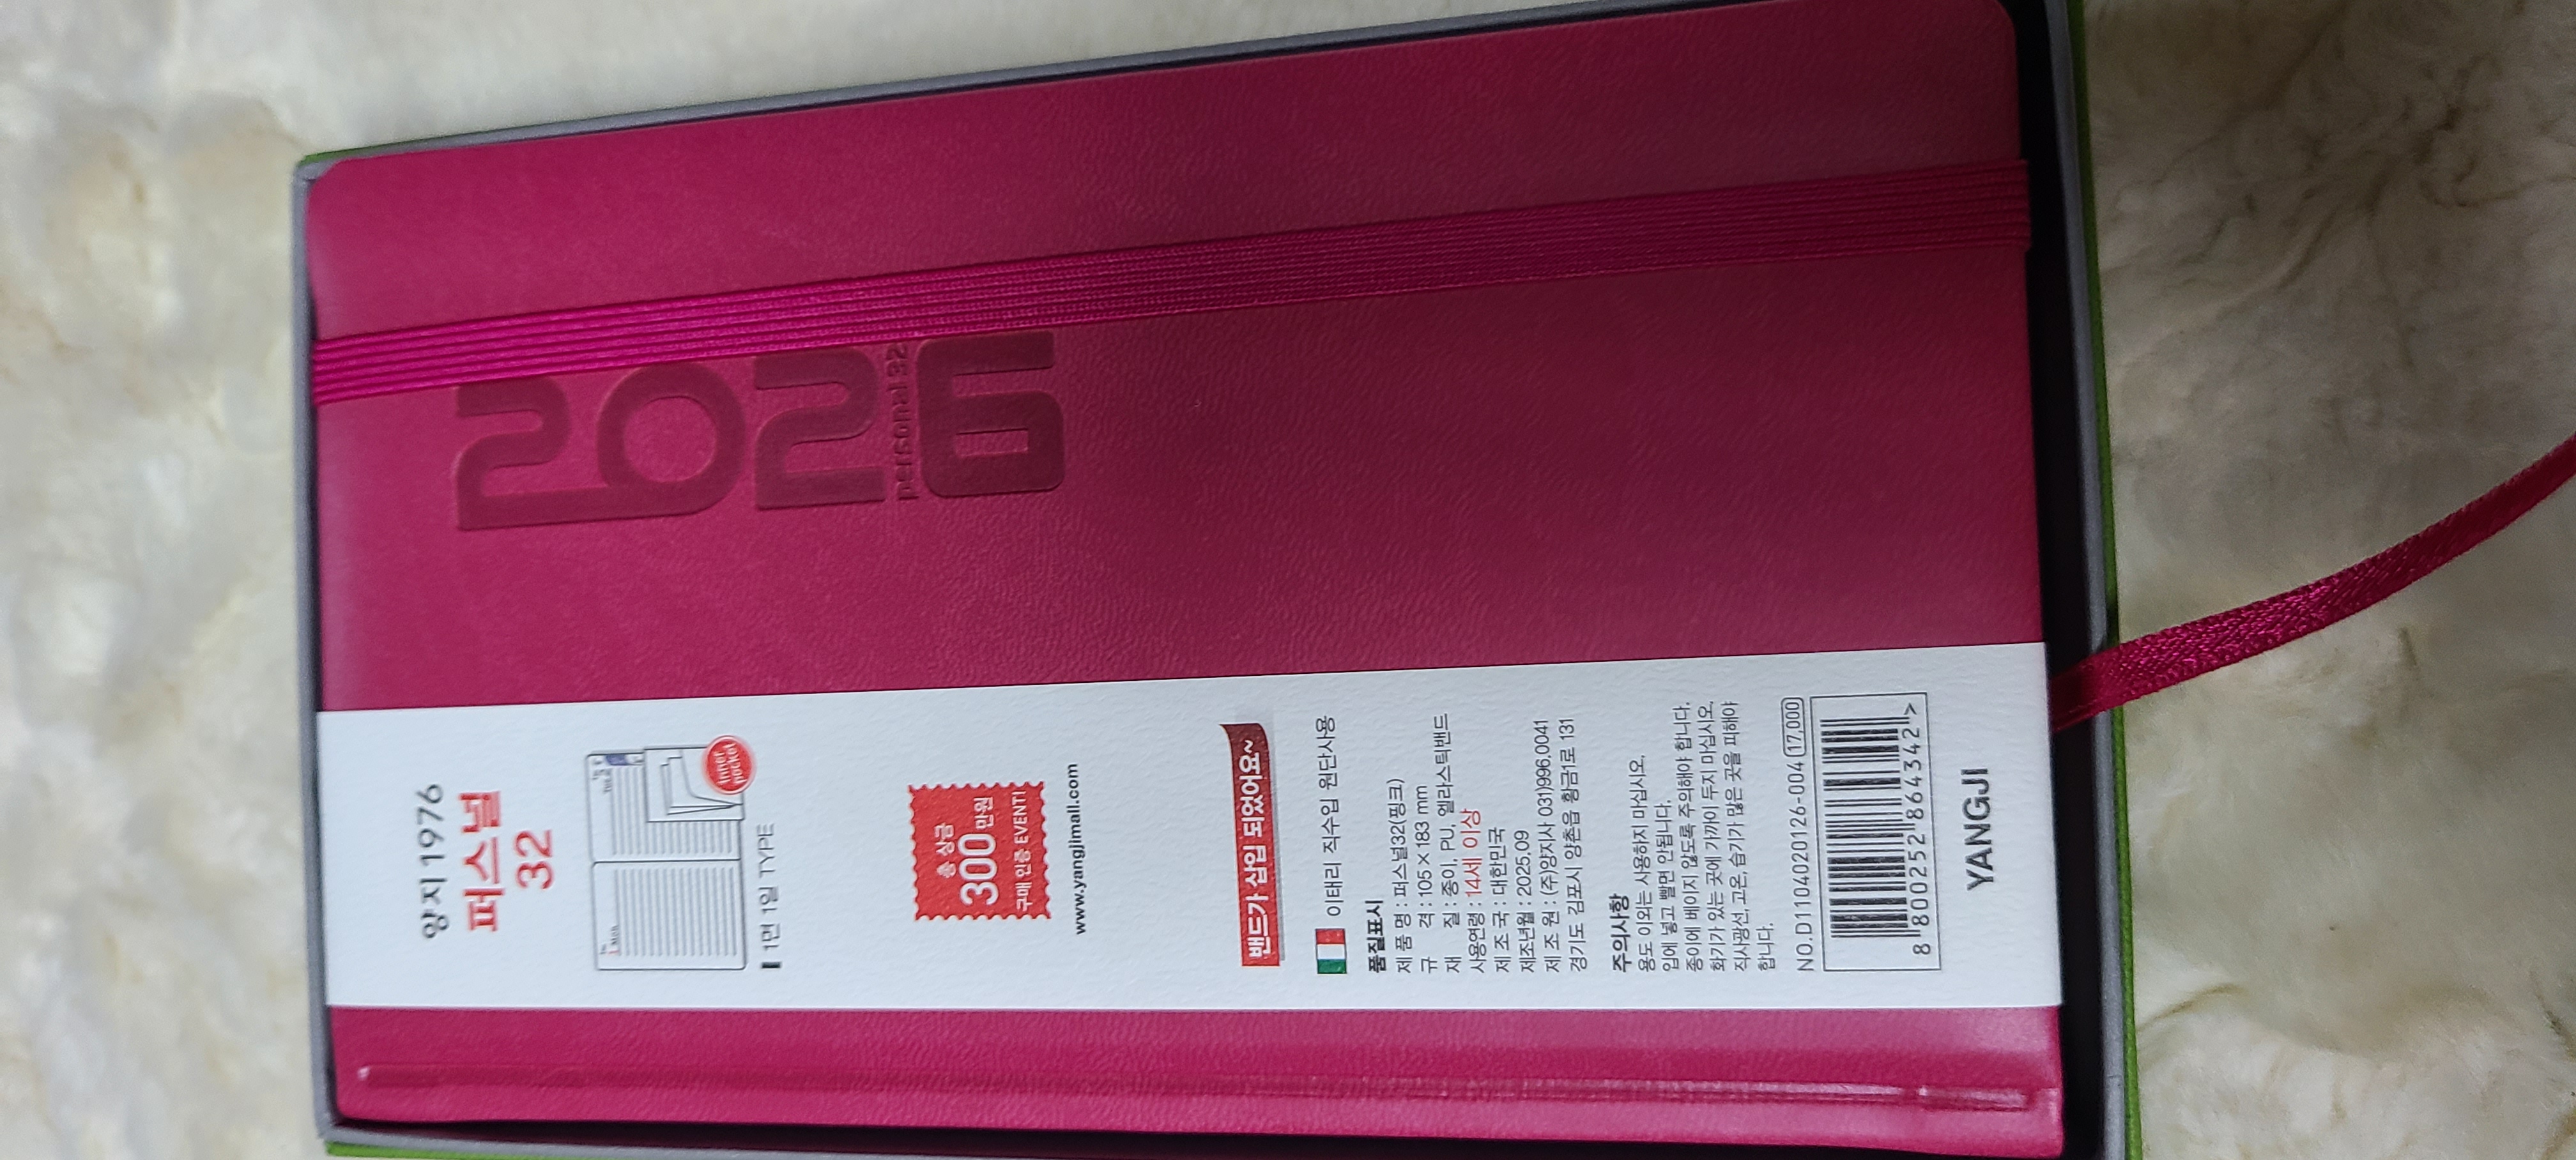 2026
personal 32
양지 1976
퍼스널
32
inner
pocket
1면 1일 TYPE
총 상금
300만원
구매 인증 EVENT!
www.yangjimall.com
밴드가 삽입 되었어요~
이태리 직수입 원단사용
품질표시
제 품 명 : 퍼스널32(핑크)
규 격 : 105 × 183 mm
재 질 : 종이, PU, 엘라스틱밴드
사용연령 : 14세 이상
제 조 국 : 대한민국
제조년월 : 2025.09
제 조 원 : (주)양지사 031)996.0041
경기도 김포시 양촌읍 황금1로 131
주의사항
용도 이외는 사용하지 마십시오.
입에 넣고 빨면 안됩니다.
종이에 베이지 않도록 주의해야 합니다.
화기가 있는 곳에 가까이 두지 마십시오.
직사광선, 고온, 습기가 많은 곳을 피해야
합니다.
NO.D1104020126-004 17,000
8 800252 864342 >
YANGJI